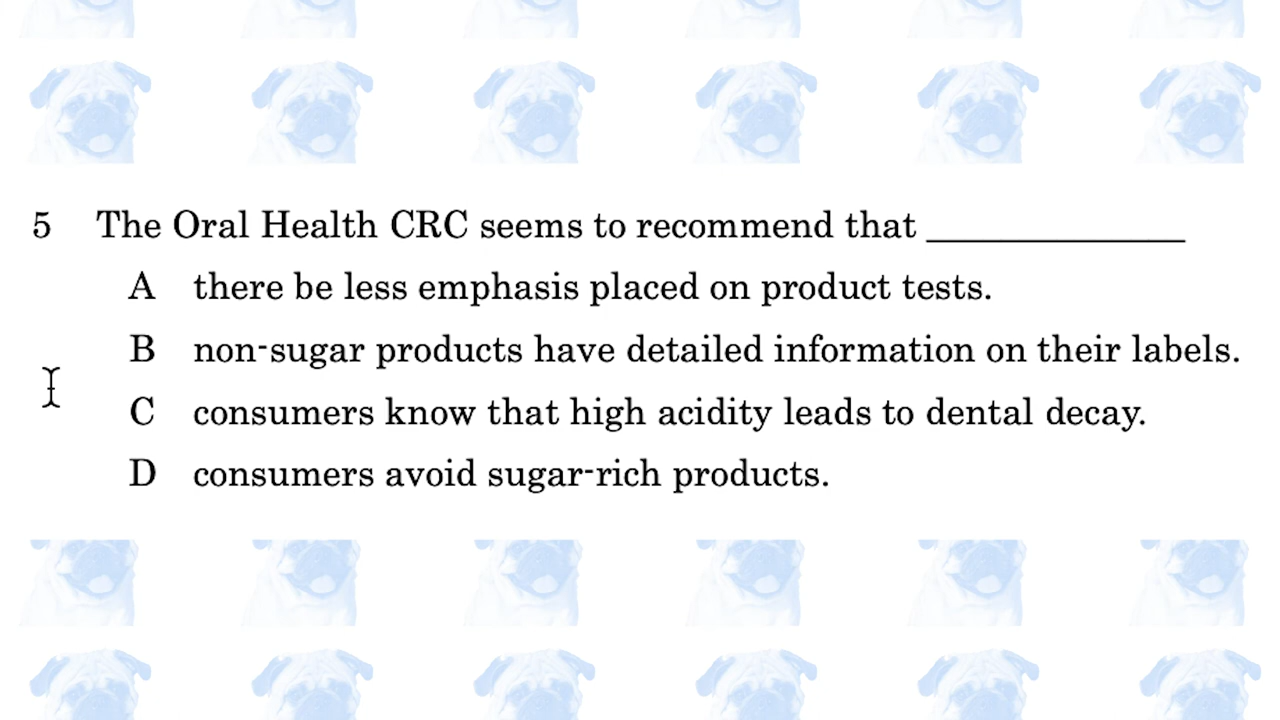 5 The Oral Health CRC seems to recommend that ______________
A there be less emphasis placed on product tests.
B non-sugar products have detailed information on their labels.
C consumers know that high acidity leads to dental decay.
D consumers avoid sugar-rich products.